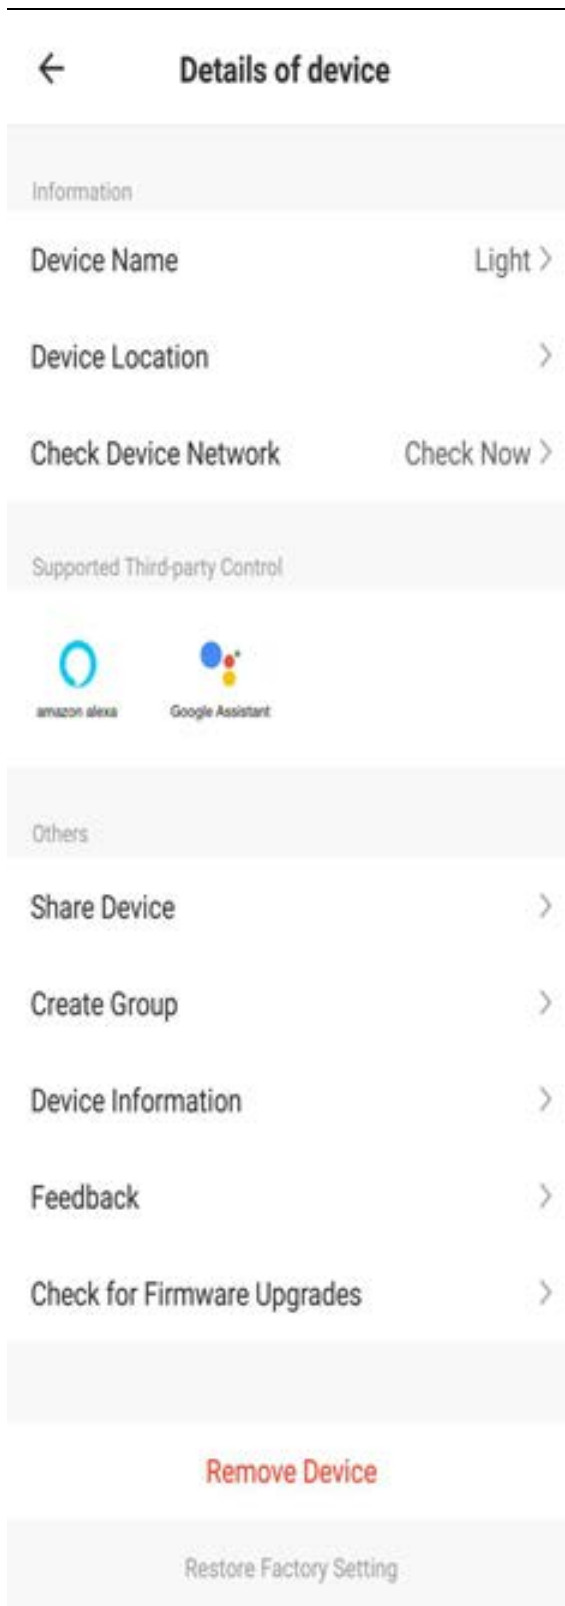 Details of device
Information
Device Name Light
Device Location
Check Device Network Check Now
Supported Third-party Control
amazon alexa Google Assistant
Others
Share Device
Create Group
Device Information
Feedback
Check for Firmware Upgrades
Remove Device
Restore Factory Setting